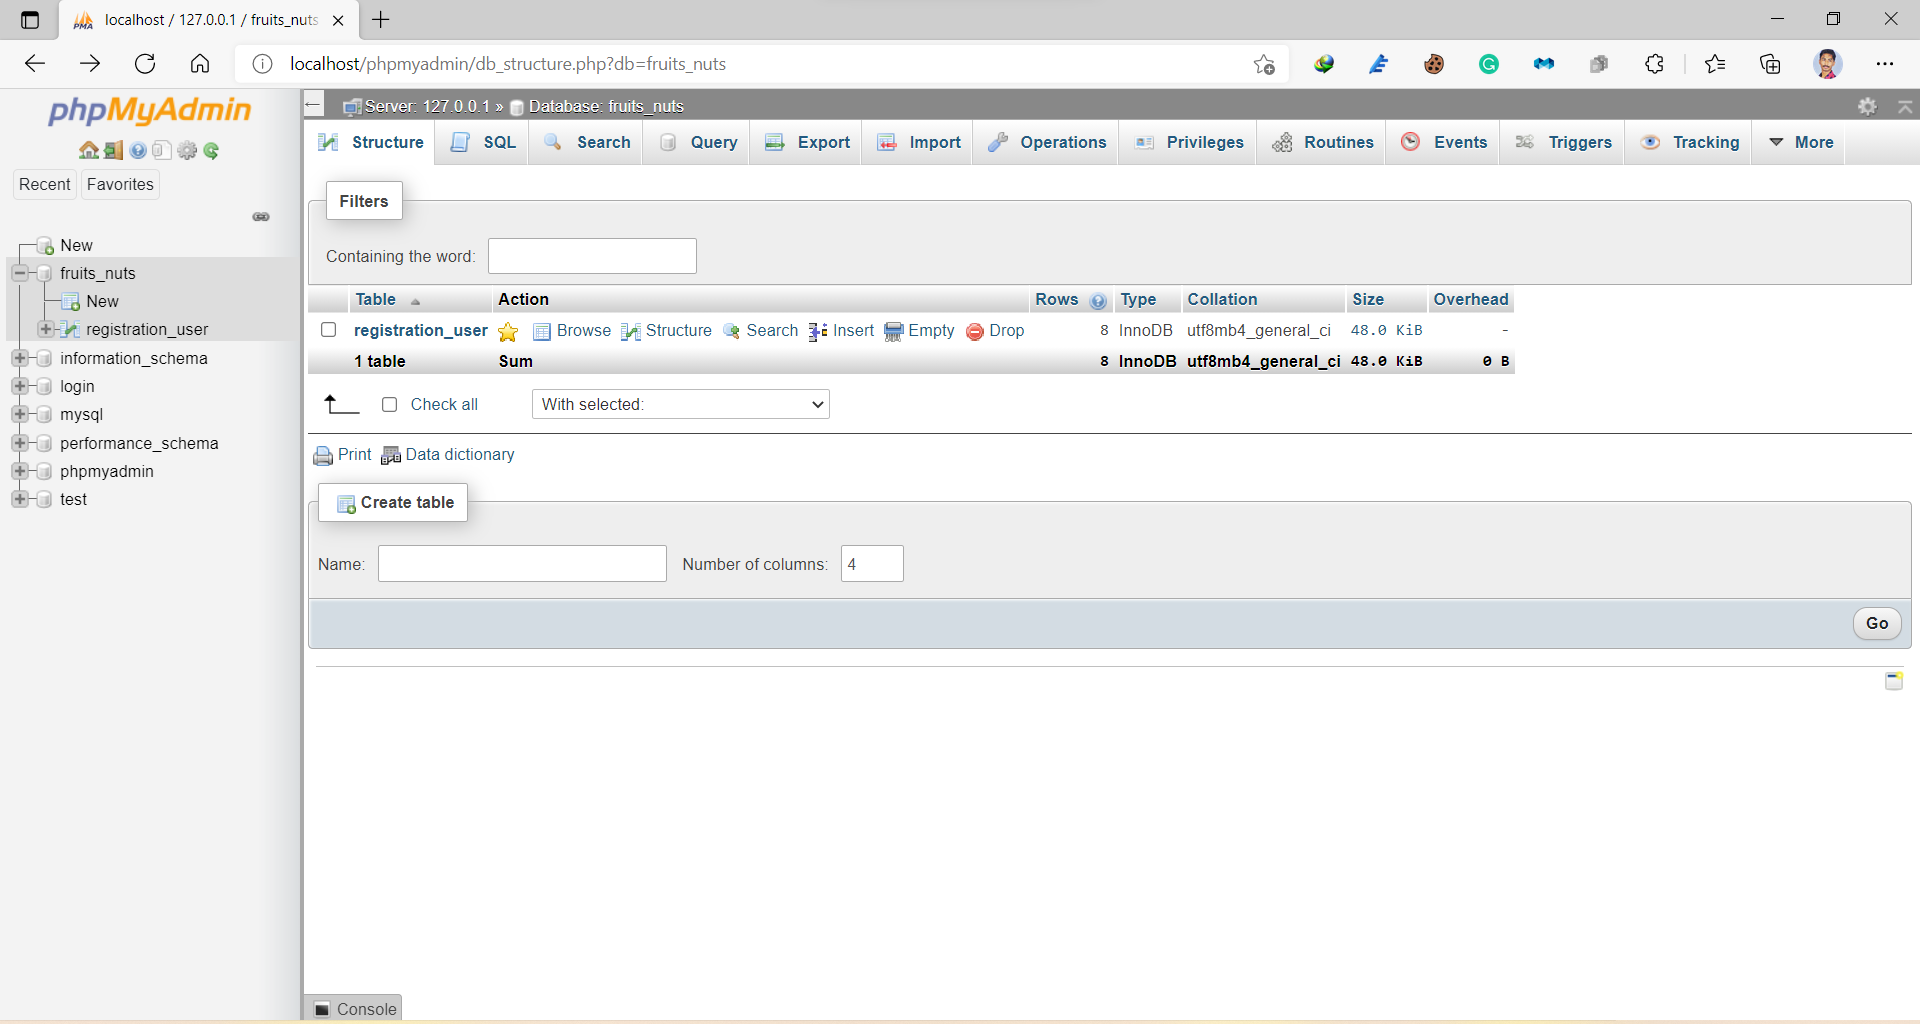 localhost / 127.0.0.1 / fruits_nuts
localhost/phpmyadmin/db_structure.php?db=fruits_nuts
phpMyAdmin
Recent Favorites
New
fruits_nuts
New
registration_user
information_schema
login
mysql
performance_schema
phpmyadmin
test
Server: 127.0.0.1 » Database: fruits_nuts
Structure SQL Search Query Export Import Operations Privileges Routines Events Triggers Tracking More
Filters
Containing the word:
Table Action Rows Type Collation Size Overhead
registration_user Browse Structure Search Insert Empty Drop 8 InnoDB utf8mb4_general_ci 48.0 KiB -
1 table Sum 8 InnoDB utf8mb4_general_ci 48.0 KiB 0 B
Check all With selected:
Print Data dictionary
Create table
Name: Number of columns: 4
Go
Console